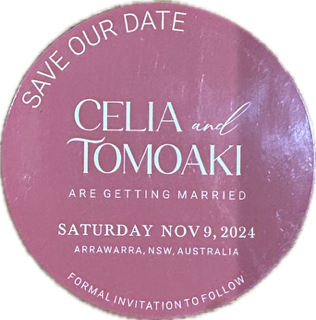 SAVE OUR DATE
CELIA and
TOMOAKI
ARE GETTING MARRIED
SATURDAY NOV 9, 2024
ARRAWARRA, NSW, AUSTRALIA
FORMAL INVITATION TO FOLLOW